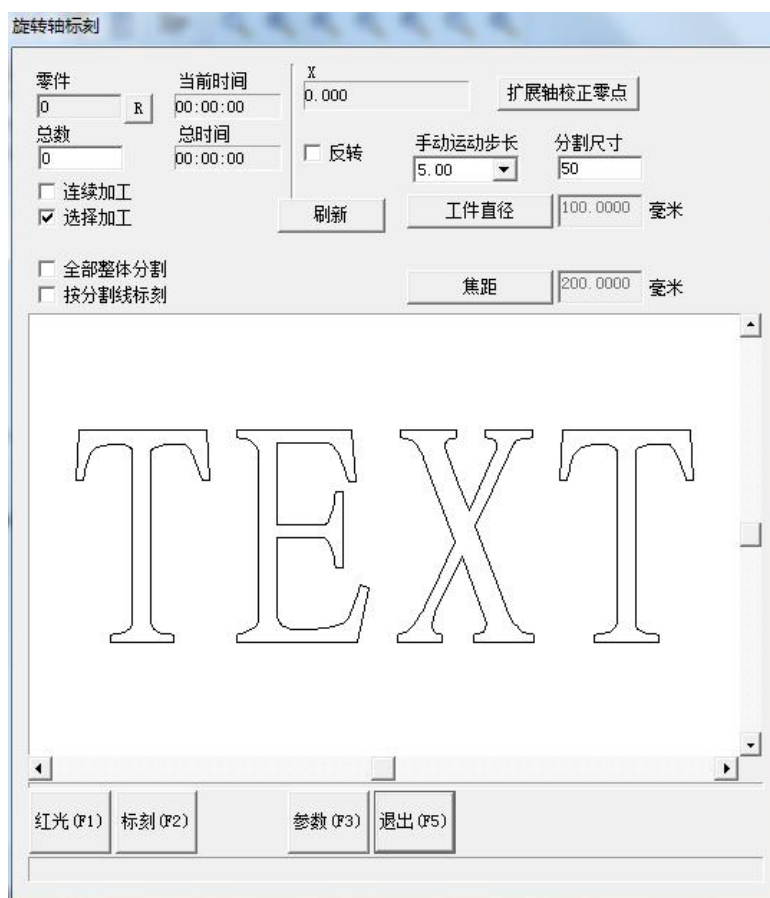 旋转轴标刻
零件 当前时间 X
0 R 00:00:00 0.000 扩展轴校正零点
总数 总时间 手动运动步长 分割尺寸
0 00:00:00 反转 5.00 50
连续加工
选择加工 刷新 工件直径 100.0000 毫米
全部整体分割
按分割线标刻 焦距 200.0000 毫米
TEXT
红光(F1) 标刻(F2) 参数(F3) 退出(F5)